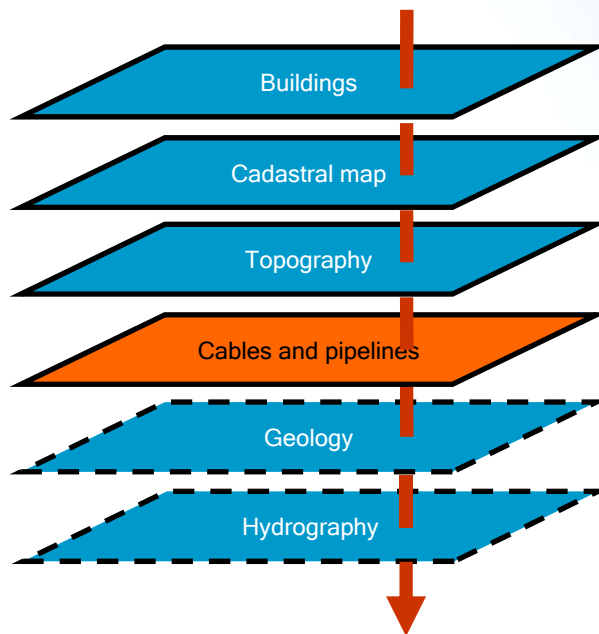 Buildings
Cadastral map
Topography
Cables and pipelines
Geology
Hydrography